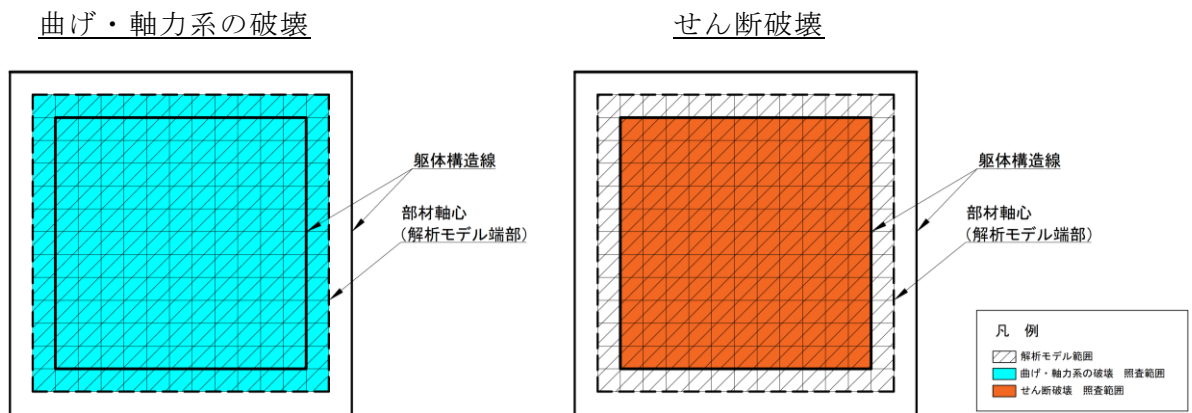 曲げ・軸力系の破壊
せん断破壊
躯体構造線
部材軸心
(解析モデル端部)
躯体構造線
部材軸心
(解析モデル端部)
凡　例
解析モデル範囲
曲げ・軸力系の破壊　照査範囲
せん断破壊　照査範囲